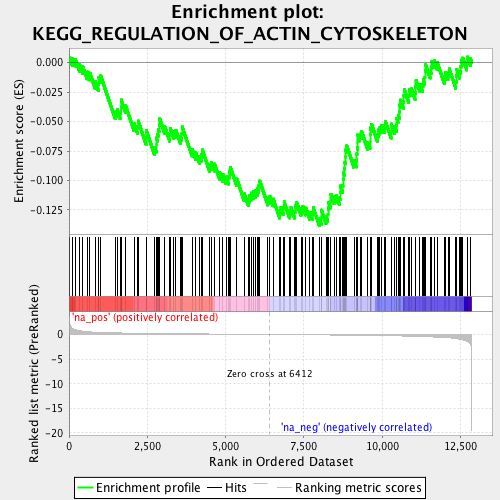 Enrichment plot:
KEGG_REGULATION_OF_ACTIN_CYTOSKELETON
Enrichment score (ES)
0.000
-0.025
-0.050
-0.075
-0.100
-0.125
'na_pos' (positively correlated)
Ranked list metric (PreRanked)
0
-5
-10
-15
-20
Zero cross at 6412
'na_neg' (negatively correlated)
0
2,500
5,000
7,500
10,000
12,500
Rank in Ordered Dataset
Enrichment profile
Hits
Ranking metric scores